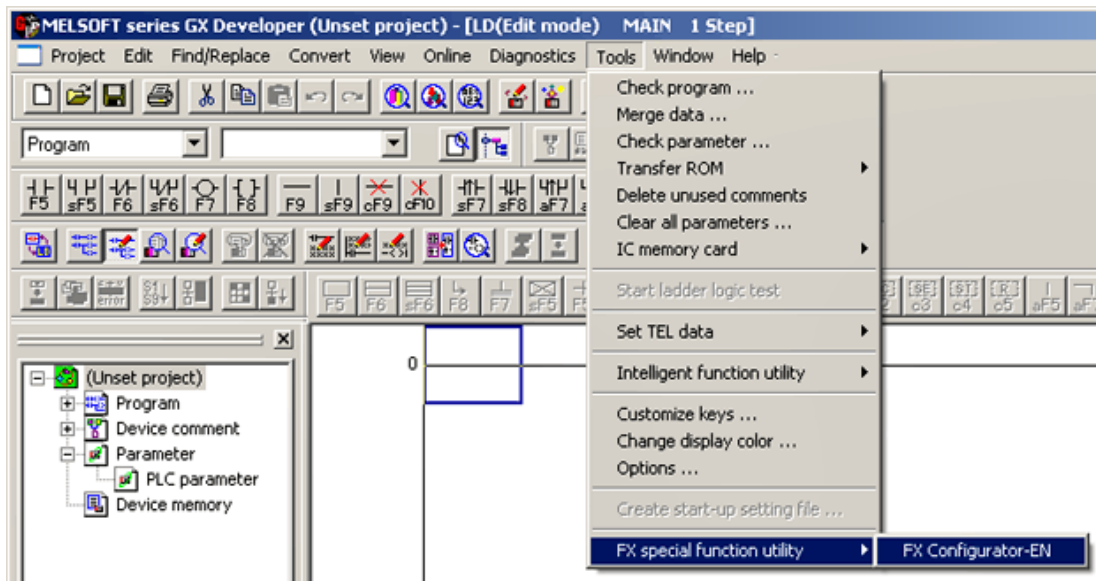 MELSOFT series GX Developer (Unset project) - [LD(Edit mode) MAIN 1 Step]
Project Edit Find/Replace Convert View Online Diagnostics Tools Window Help
Program
F5 sF5 F6 sF6 F7 F8 F9 sF9 cF9 cF10 sF7 sF8 aF7
error
F5 F6 sF6 F8 F7 sF5 c3 c4 c5 aF5
Check program ...
Merge data ...
Check parameter ...
Transfer ROM
Delete unused comments
Clear all parameters ...
IC memory card
Start ladder logic test
Set TEL data
Intelligent function utility
Customize keys ...
Change display color ...
Options ...
Create start-up setting file ...
FX special function utility
FX Configurator-EN
(Unset project)
Program
Device comment
Parameter
PLC parameter
Device memory
0